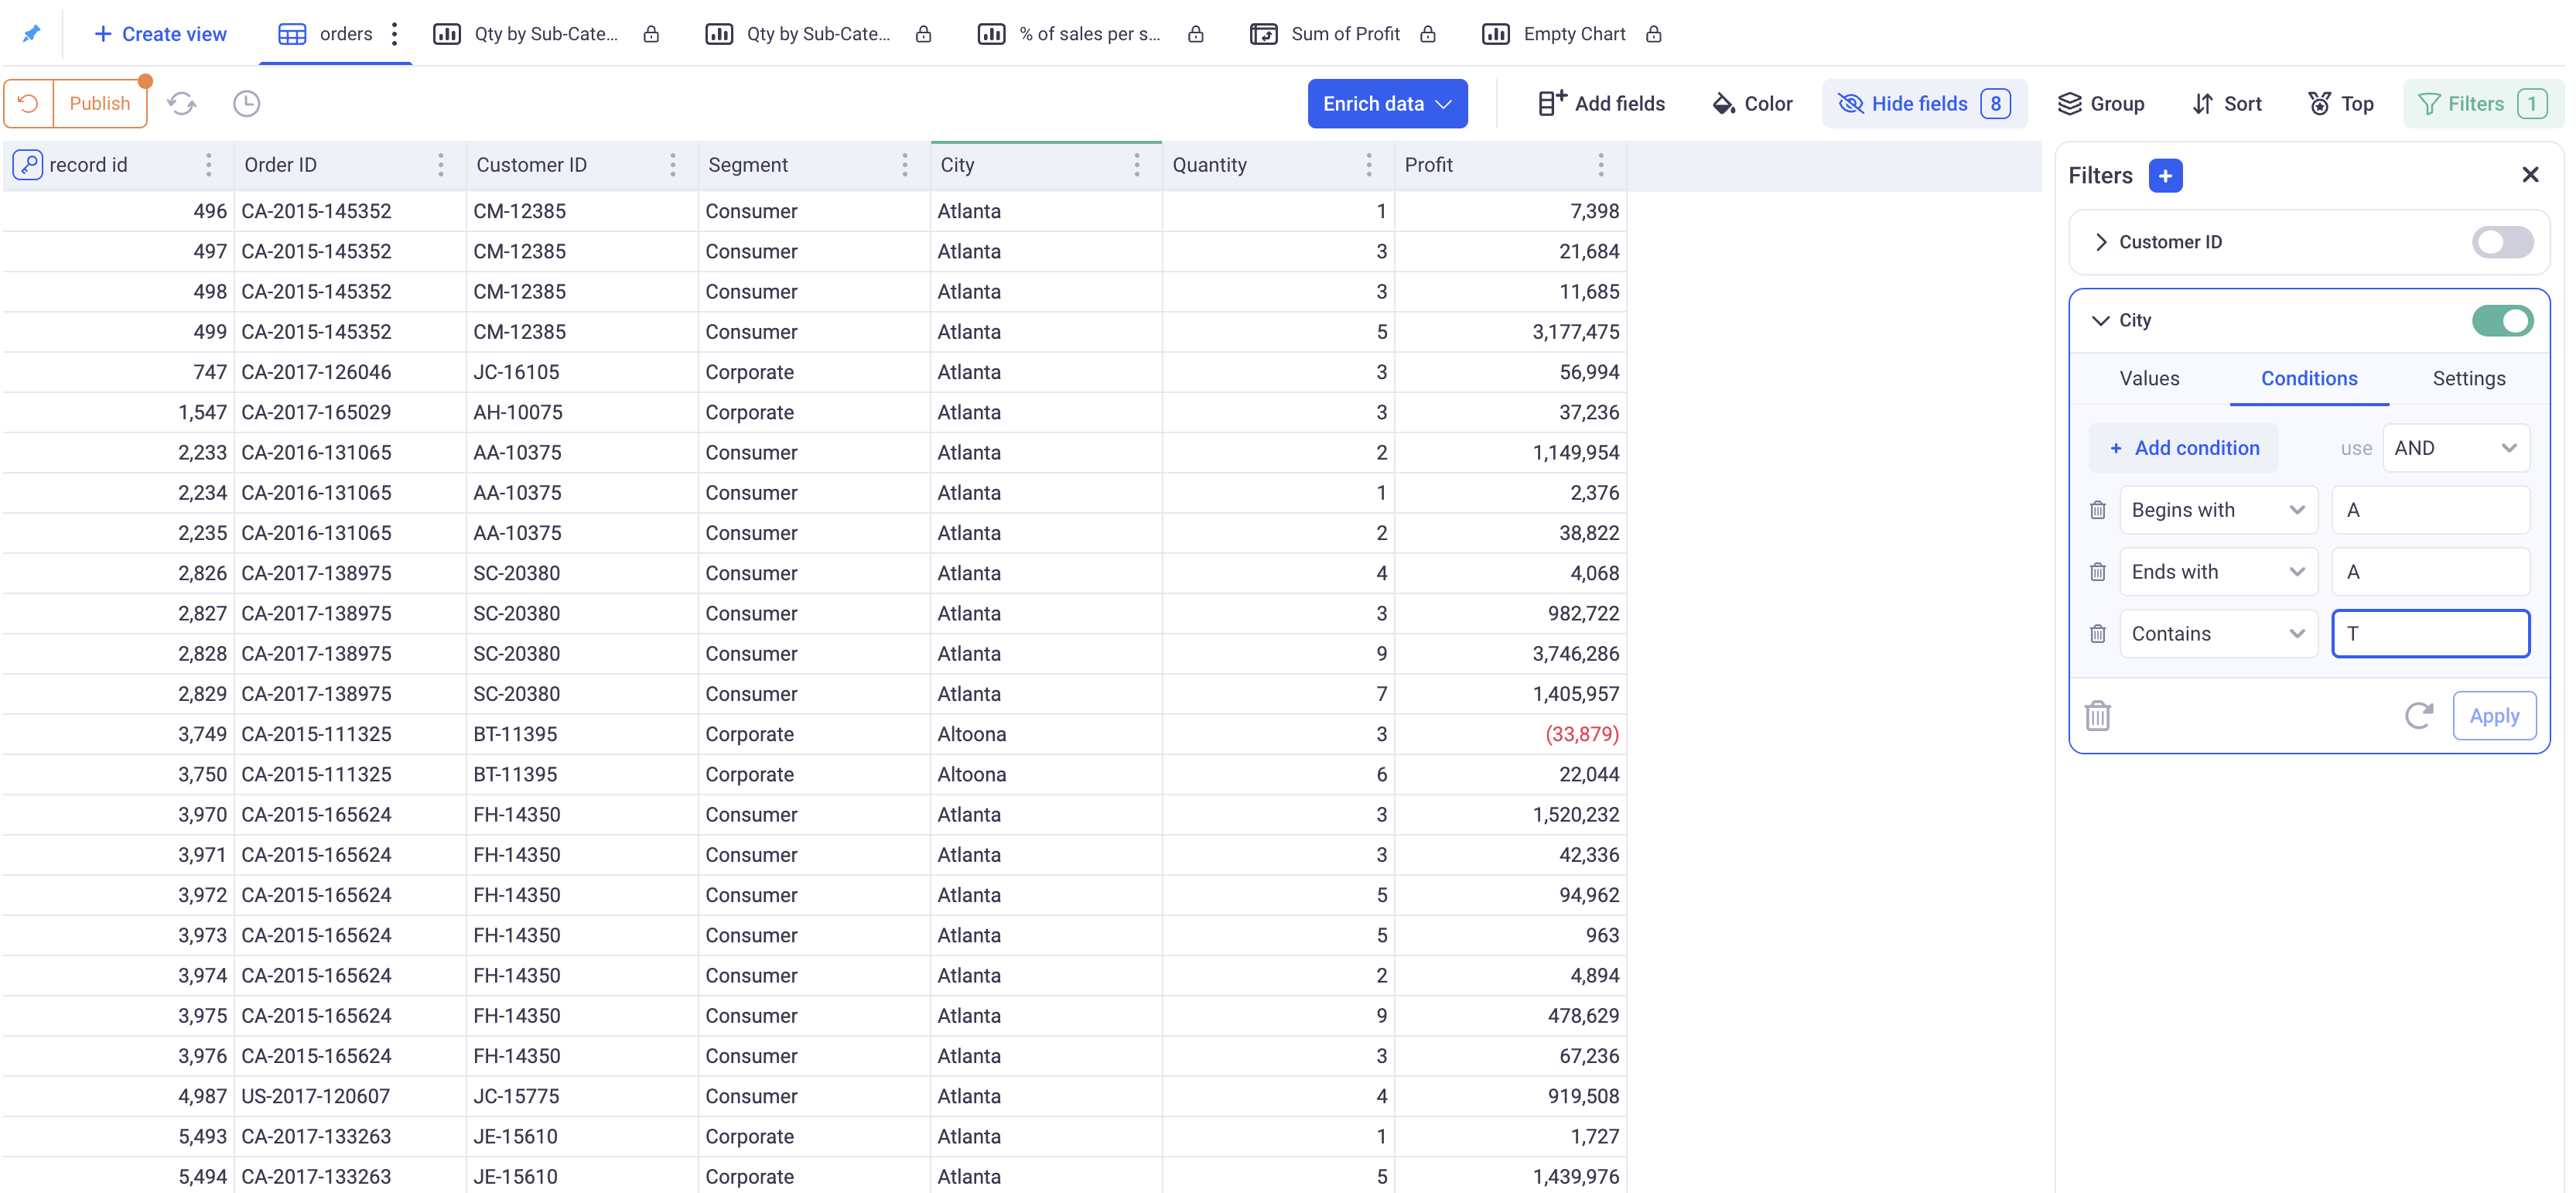 Create view orders Qty by Sub-Cate... Qty by Sub-Cate... % of sales per s... Sum of Profit Empty Chart
Publish Enrich data Add fields Color Hide fields 8 Group Sort Top Filters 1
record id Order ID Customer ID Segment City Quantity Profit
496 CA-2015-145352 CM-12385 Consumer Atlanta 1 7,398
497 CA-2015-145352 CM-12385 Consumer Atlanta 3 21,684
498 CA-2015-145352 CM-12385 Consumer Atlanta 3 11,685
499 CA-2015-145352 CM-12385 Consumer Atlanta 5 3,177,475
747 CA-2017-126046 JC-16105 Corporate Atlanta 3 56,994
1,547 CA-2017-165029 AH-10075 Corporate Atlanta 3 37,236
2,233 CA-2016-131065 AA-10375 Consumer Atlanta 2 1,149,954
2,234 CA-2016-131065 AA-10375 Consumer Atlanta 1 2,376
2,235 CA-2016-131065 AA-10375 Consumer Atlanta 2 38,822
2,826 CA-2017-138975 SC-20380 Consumer Atlanta 4 4,068
2,827 CA-2017-138975 SC-20380 Consumer Atlanta 3 982,722
2,828 CA-2017-138975 SC-20380 Consumer Atlanta 9 3,746,286
2,829 CA-2017-138975 SC-20380 Consumer Atlanta 7 1,405,957
3,749 CA-2015-111325 BT-11395 Corporate Altoona 3 (33,879)
3,750 CA-2015-111325 BT-11395 Corporate Altoona 6 22,044
3,970 CA-2015-165624 FH-14350 Consumer Atlanta 3 1,520,232
3,971 CA-2015-165624 FH-14350 Consumer Atlanta 3 42,336
3,972 CA-2015-165624 FH-14350 Consumer Atlanta 5 94,962
3,973 CA-2015-165624 FH-14350 Consumer Atlanta 5 963
3,974 CA-2015-165624 FH-14350 Consumer Atlanta 2 4,894
3,975 CA-2015-165624 FH-14350 Consumer Atlanta 9 478,629
3,976 CA-2015-165624 FH-14350 Consumer Atlanta 3 67,236
4,987 US-2017-120607 JC-15775 Consumer Atlanta 4 919,508
5,493 CA-2017-133263 JE-15610 Corporate Atlanta 1 1,727
5,494 CA-2017-133263 JE-15610 Corporate Atlanta 5 1,439,976
Filters
Customer ID
City
Values Conditions Settings
+ Add condition use AND
Begins with A
Ends with A
Contains T
Apply